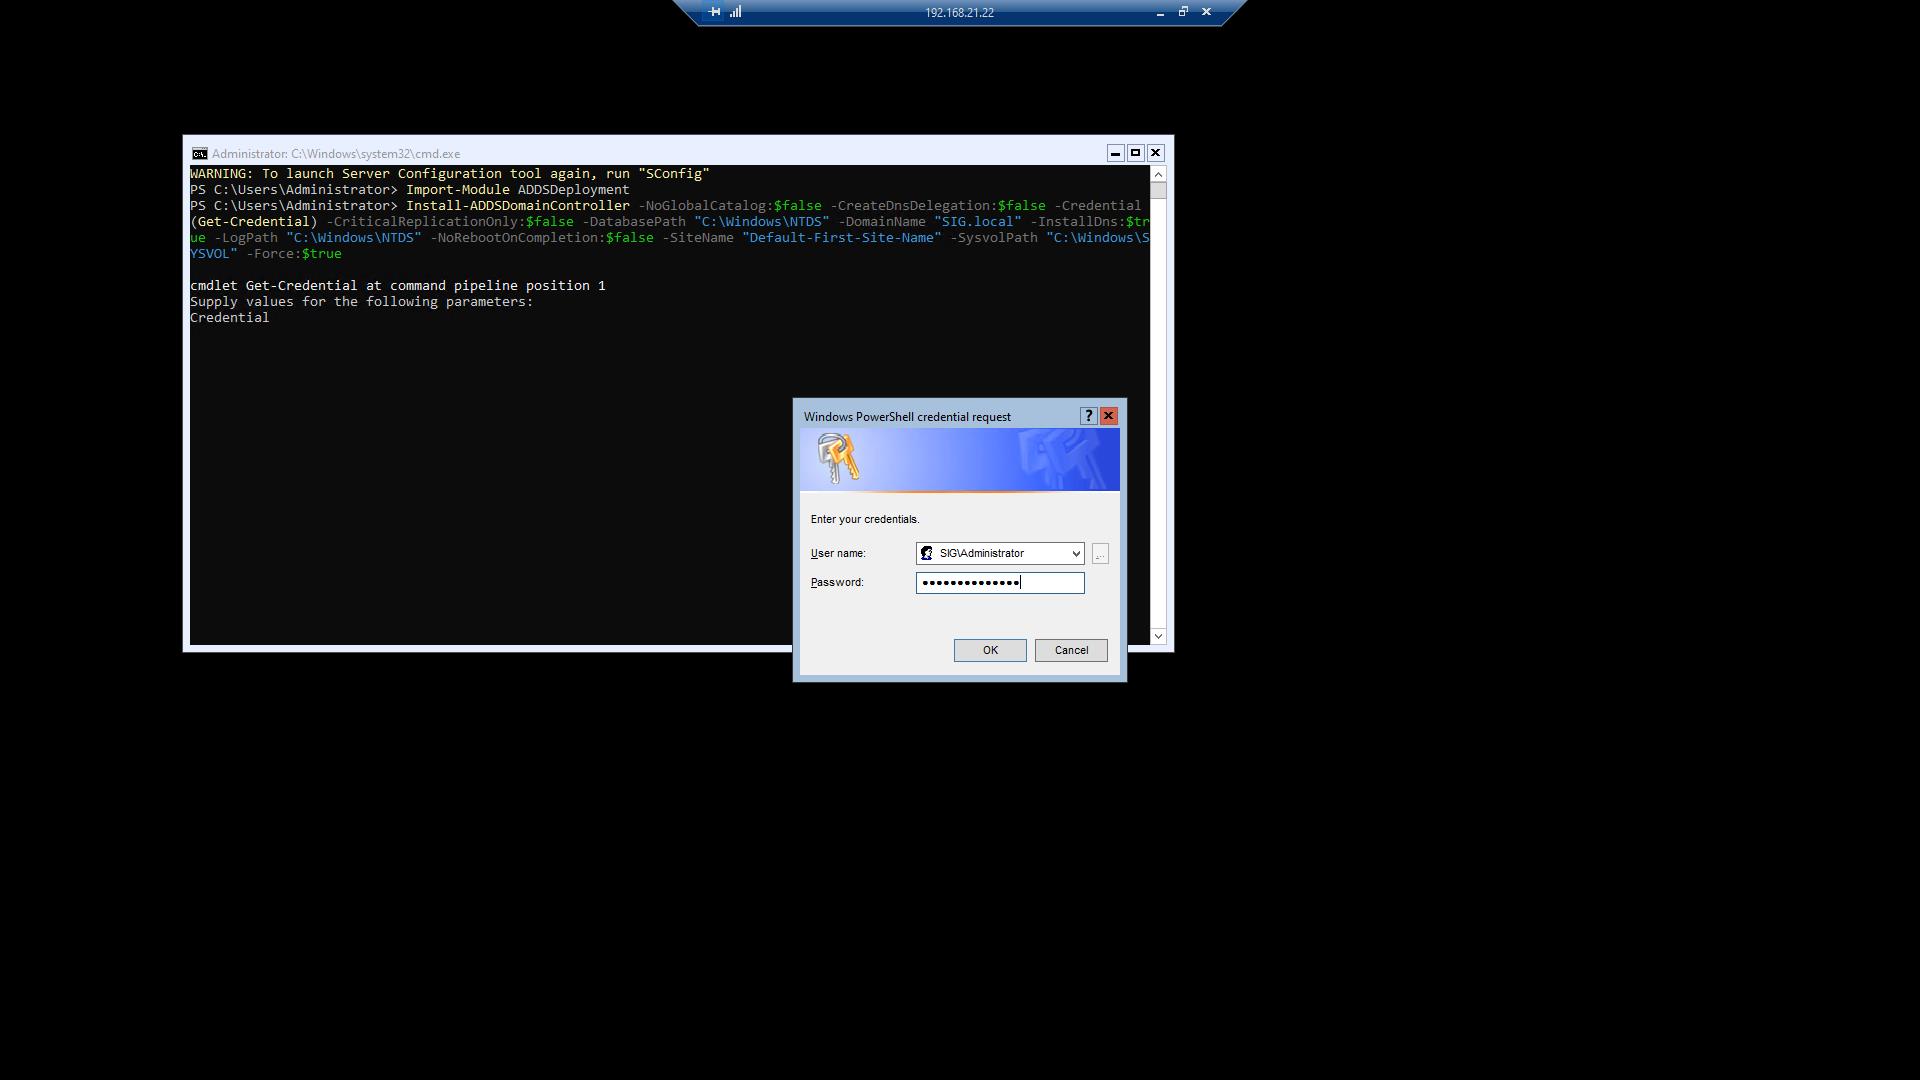 192.168.21.22
Administrator: C:\Windows\system32\cmd.exe
WARNING: To launch Server Configuration tool again, run "SConfig"
PS C:\Users\Administrator> Import-Module ADDSDeployment
PS C:\Users\Administrator> Install-ADDSDomainController -NoGlobalCatalog:$false -CreateDnsDelegation:$false -Credential
(Get-Credential) -CriticalReplicationOnly:$false -DatabasePath "C:\Windows\NTDS" -DomainName "SIG.local" -InstallDns:$tr
ue -LogPath "C:\Windows\NTDS" -NoRebootOnCompletion:$false -SiteName "Default-First-Site-Name" -SysvolPath "C:\Windows\S
YSVOL" -Force:$true
cmdlet Get-Credential at command pipeline position 1
Supply values for the following parameters:
Credential
Windows PowerShell credential request
Enter your credentials.
User name: SIG\Administrator
...
Password: ••••••••••••••
OK Cancel